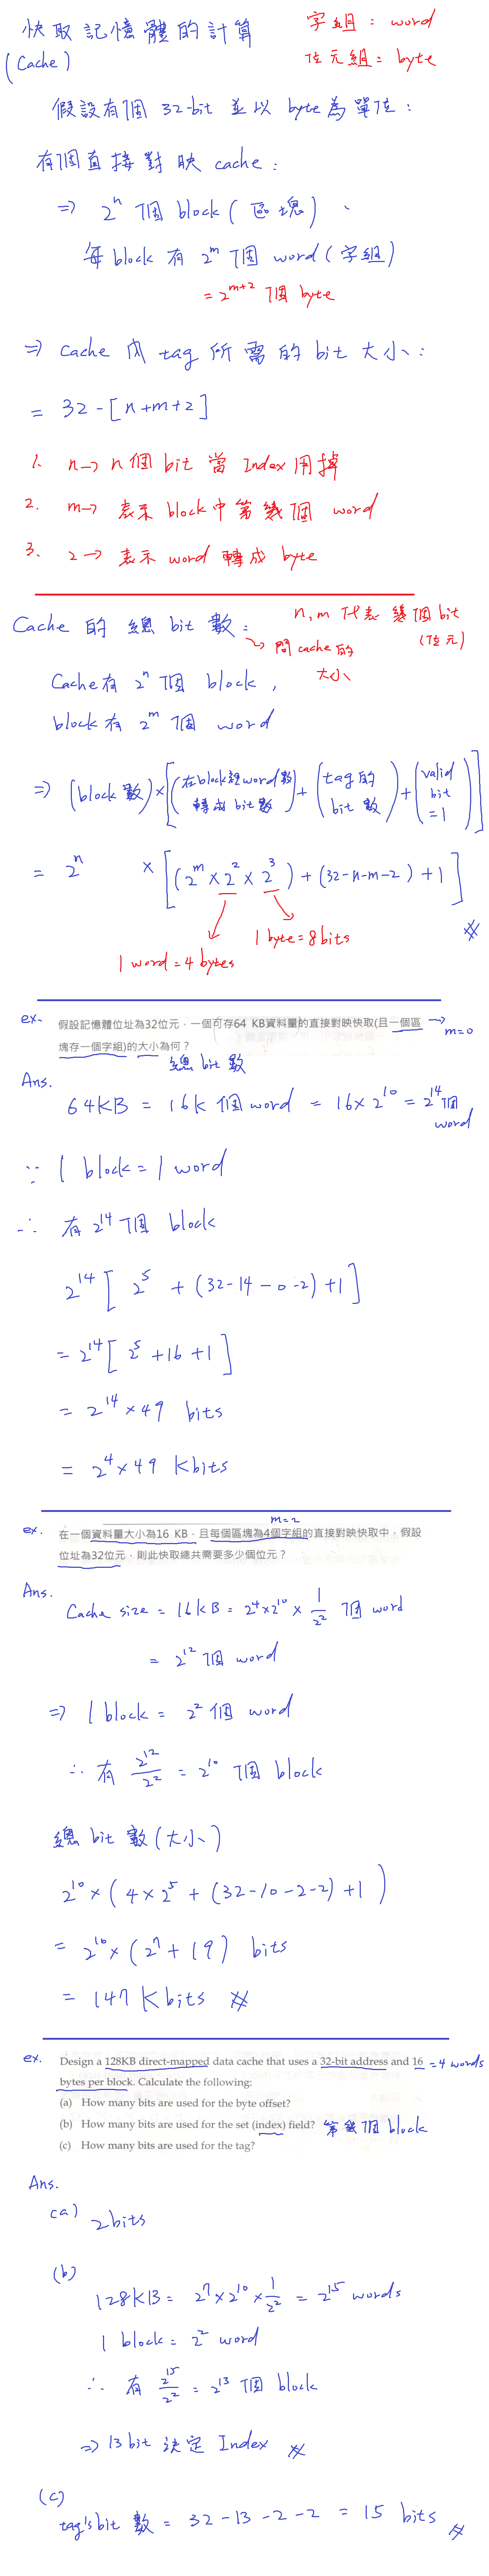 快取記憶體的計算
(Cache)
字組：word
位元組：byte
假設有個 32-bit 並以 byte 為單位：
有個直接對映 cache：
⇒ 2^n 個 block (區塊)、
每 block 有 2^m 個 word (字組)
= 2^(m+2) 個 byte
⇒ cache 內 tag 所需的 bit 大小：
= 32 - [n+m+2]
1. n → n 個 bit 當 Index 用掉
2. m → 表示 block 中第幾個 word
3. 2 → 表示 word 轉成 byte
Cache 的總 bit 數：
→ 問 cache 的
大小
n, m 代表幾個 bit
(位元)
Cache 有 2^n 個 block,
block 有 2^m 個 word
⇒ (block 數) × [(在 block 裡 word 數 轉成 bit 數) + (tag 的 bit 數) + (valid bit =1)]
= 2^n × [(2^m × 2^2 × 2^3) + (32-n-m-2) + 1]
1 byte = 8 bits
1 word = 4 bytes
#
ex. 假設記憶體位址為32位元，一個可存64 KB資料量的直接對映快取(且一個區 → m=0
塊存一個字組)的大小為何？
總 bit 數
Ans.
64KB = 16K 個 word = 16×2^10 = 2^14 個 word
∵ 1 block = 1 word
∴ 有 2^14 個 block
2^14 [ 2^5 + (32-14-0-2) +1 ]
= 2^14 [ 2^5 +16 +1 ]
= 2^14 × 49 bits
= 2^4 × 49 Kbits
m=2
ex. 在一個資料量大小為16 KB，且每個區塊為4個字組的直接對映快取中，假設
位址為32位元，則此快取總共需要多少個位元？
Ans.
Cache size = 16KB = 2^4×2^10 × 1/2^2 個 word
= 2^12 個 word
⇒ 1 block = 2^2 個 word
∴ 有 2^12/2^2 = 2^10 個 block
總 bit 數 (大小)
2^10 × ( 4 × 2^5 + (32-10-2-2) +1 )
= 2^10 × (2^7 + 19) bits
= 147 Kbits #
ex. Design a 128KB direct-mapped data cache that uses a 32-bit address and 16 = 4 words
bytes per block. Calculate the following:
(a) How many bits are used for the byte offset?
(b) How many bits are used for the set (index) field? 第幾個 block
(c) How many bits are used for the tag?
Ans.
(a) 2 bits
(b)
128KB = 2^7 × 2^10 × 1/2^2 = 2^15 words
1 block = 2^2 word
∴ 有 2^15/2^2 = 2^13 個 block
⇒ 13 bit 決定 Index #
(c)
tag's bit 數 = 32 - 13 - 2 - 2 = 15 bits #